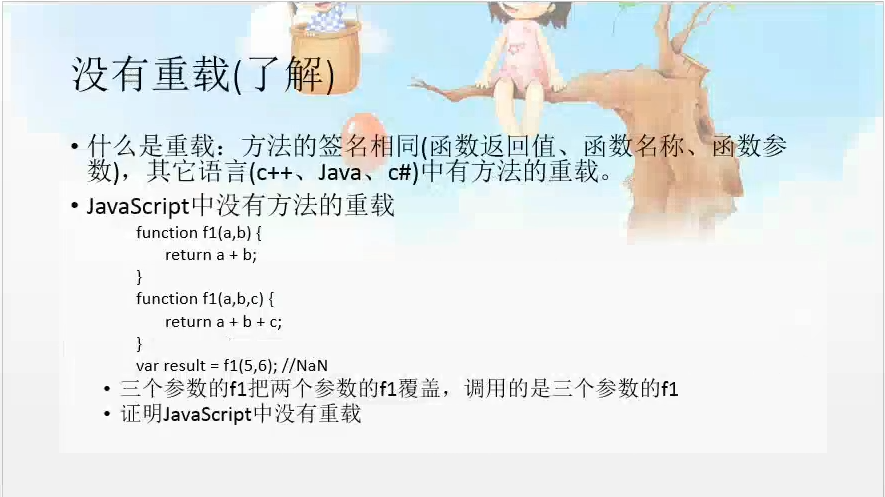 没有重载(了解)
• 什么是重载：方法的签名相同(函数返回值、函数名称、函数参
数)，其它语言(c++、Java、c#)中有方法的重载。
• JavaScript中没有方法的重载
function f1(a,b) {
return a + b;
}
function f1(a,b,c) {
return a + b + c;
}
var result = f1(5,6); //NaN
• 三个参数的f1把两个参数的f1覆盖，调用的是三个参数的f1
• 证明JavaScript中没有重载